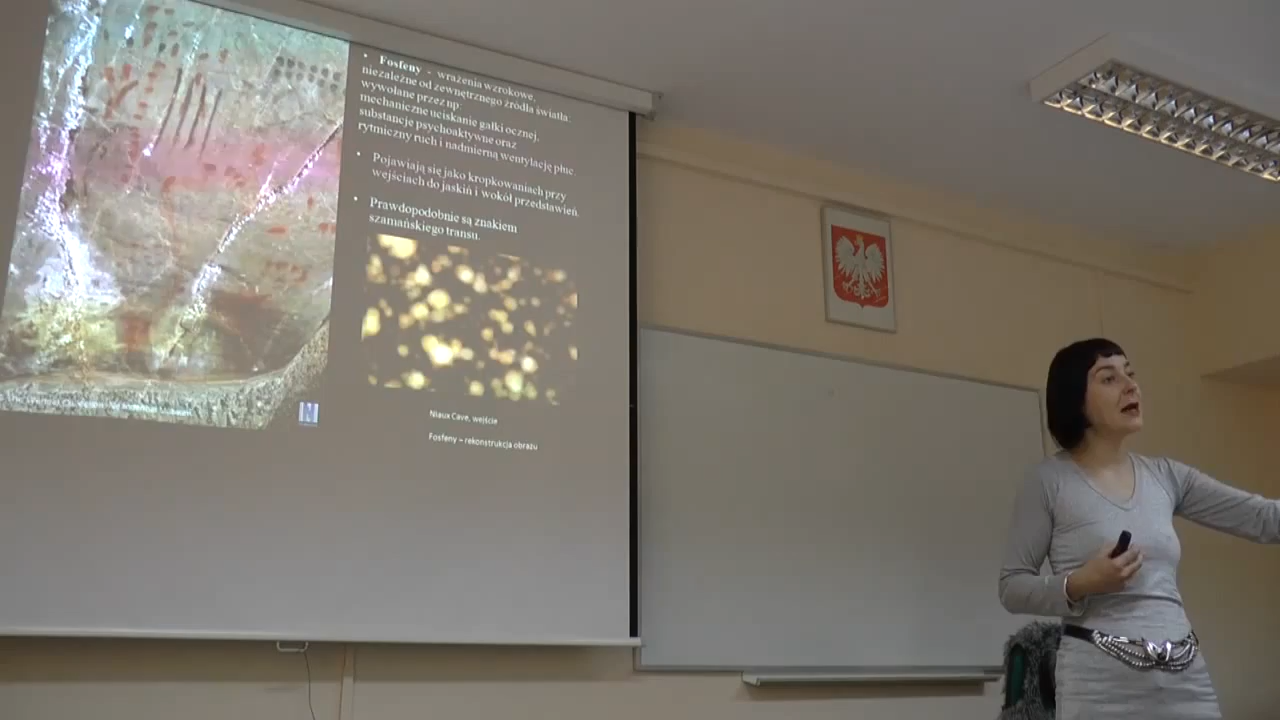 • Fosfeny - wrażenia wzrokowe,
niezależne od zewnętrznego źródła światła.
wywołane przez np:
mechaniczne uciskanie gałki ocznej,
substancje psychoaktywne oraz
rytmiczny ruch i nadmierną wentylację płuc.
• Pojawiają się jako kropkowaniach przy
wejściach do jaskiń i wokół przedstawień.
• Prawdopodobnie są znakiem
szamańskiego transu.
Niaux Cave, wejście
Fosfeny – rekonstrukcja obrazu
N